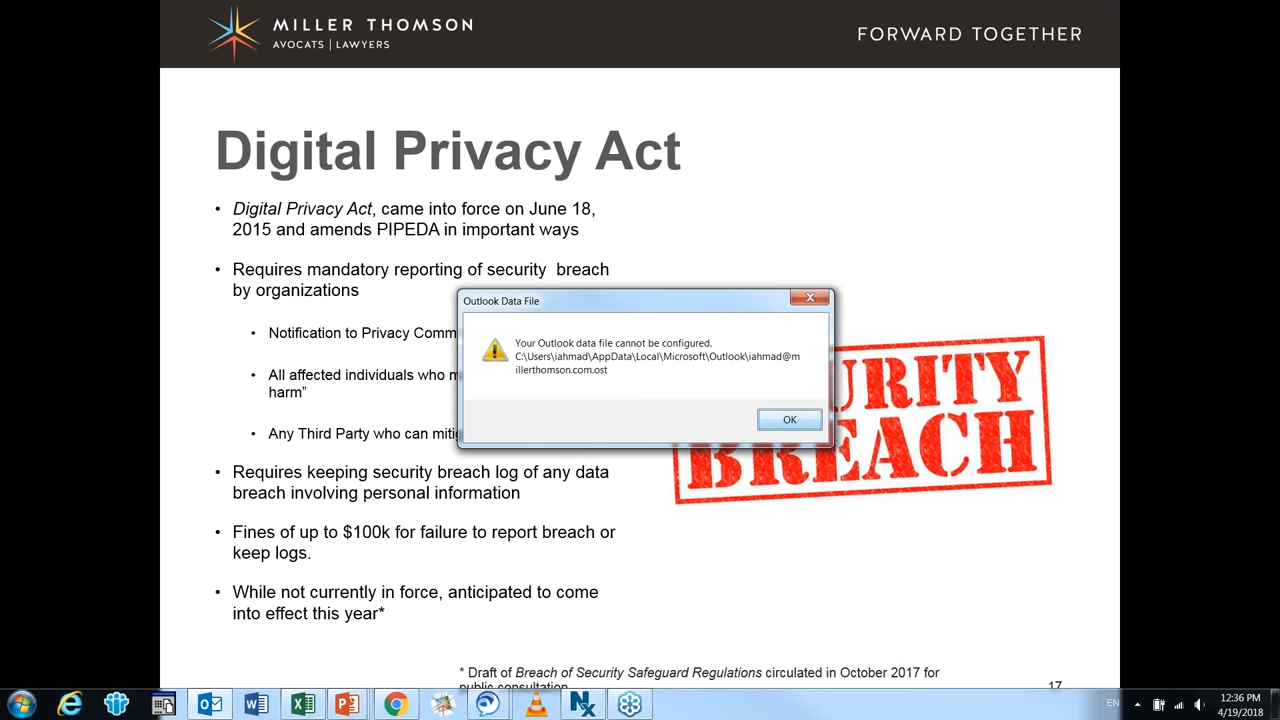 MILLER THOMSON
AVOCATS | LAWYERS
FORWARD TOGETHER
Digital Privacy Act
• Digital Privacy Act, came into force on June 18,
2015 and amends PIPEDA in important ways
• Requires mandatory reporting of security breach
by organizations
• Notification to Privacy Comm
• All affected individuals who m
harm”
• Any Third Party who can mitig
Outlook Data File
Your Outlook data file cannot be configured.
C:\Users\iahmad\AppData\Local\Microsoft\Outlook\iahmad@m
illerthomson.com.ost
OK
URITY
BREACH
• Requires keeping security breach log of any data
breach involving personal information
• Fines of up to $100k for failure to report breach or
keep logs.
• While not currently in force, anticipated to come
into effect this year*
* Draft of Breach of Security Safeguard Regulations circulated in October 2017 for
public consultation
17
EN
12:36 PM
4/19/2018